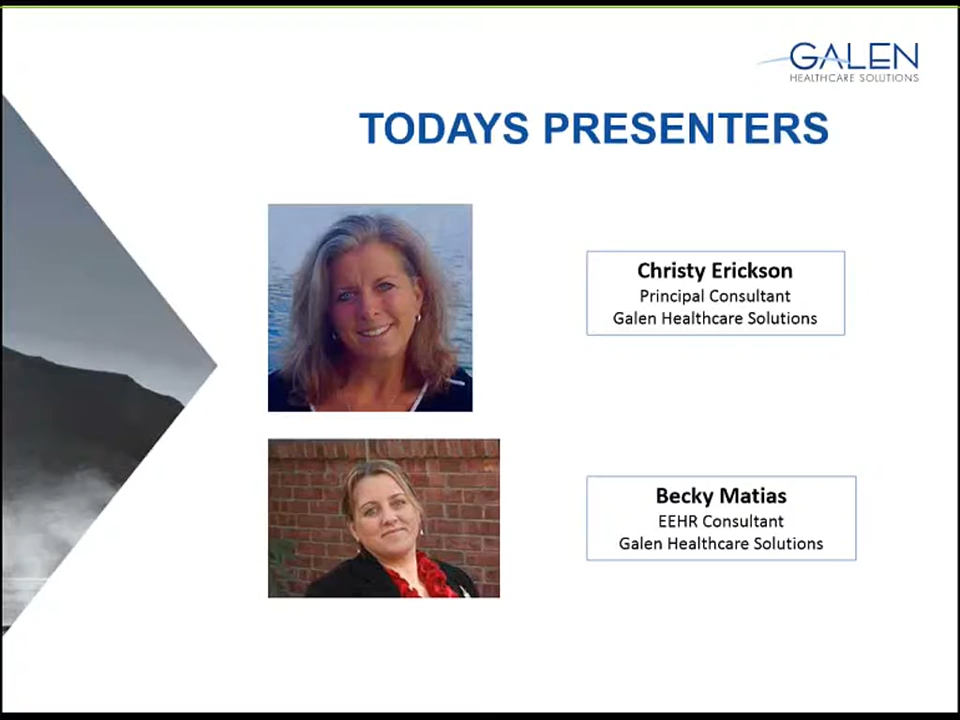 GALEN
HEALTHCARE SOLUTIONS
TODAYS PRESENTERS
Christy Erickson
Principal Consultant
Galen Healthcare Solutions
Becky Matias
EEHR Consultant
Galen Healthcare Solutions